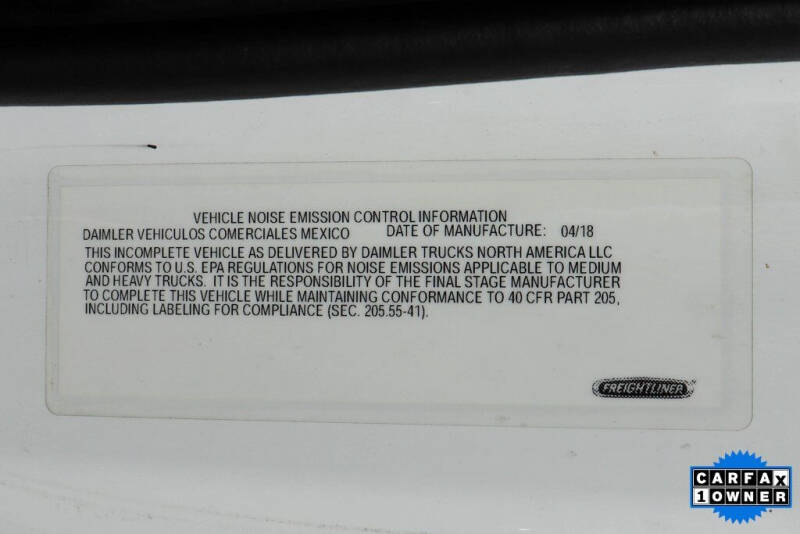 VEHICLE NOISE EMISSION CONTROL INFORMATION
DAIMLER VEHICULOS COMERCIALES MEXICO DATE OF MANUFACTURE: 04/18
THIS INCOMPLETE VEHICLE AS DELIVERED BY DAIMLER TRUCKS NORTH AMERICA LLC
CONFORMS TO U.S. EPA REGULATIONS FOR NOISE EMISSIONS APPLICABLE TO MEDIUM
AND HEAVY TRUCKS. IT IS THE RESPONSIBILITY OF THE FINAL STAGE MANUFACTURER
TO COMPLETE THIS VEHICLE WHILE MAINTAINING CONFORMANCE TO 40 CFR PART 205,
INCLUDING LABELING FOR COMPLIANCE (SEC. 205.55-41).
FREIGHTLINER
CARFAX
1 OWNER